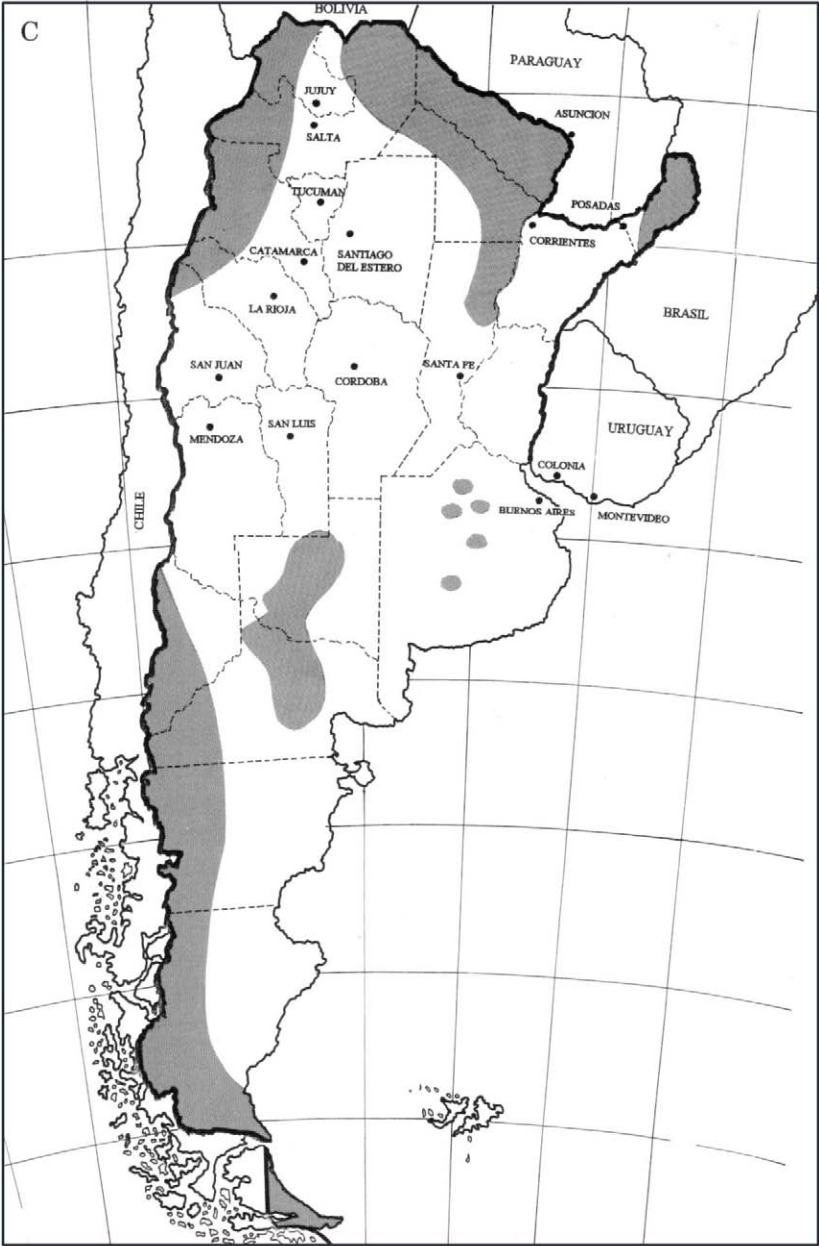 C
BOLIVIA
PARAGUAY
JUJUY
ASUNCION
SALTA
TUCUMAN
POSADAS
CORRIENTES
CATAMARCA
SANTIAGO
DEL ESTERO
LA RIOJA
BRASIL
SAN JUAN
CORDOBA
SANTA FE
SAN LUIS
MENDOZA
URUGUAY
COLONIA
BUENOS AIRES
MONTEVIDEO
CHILE